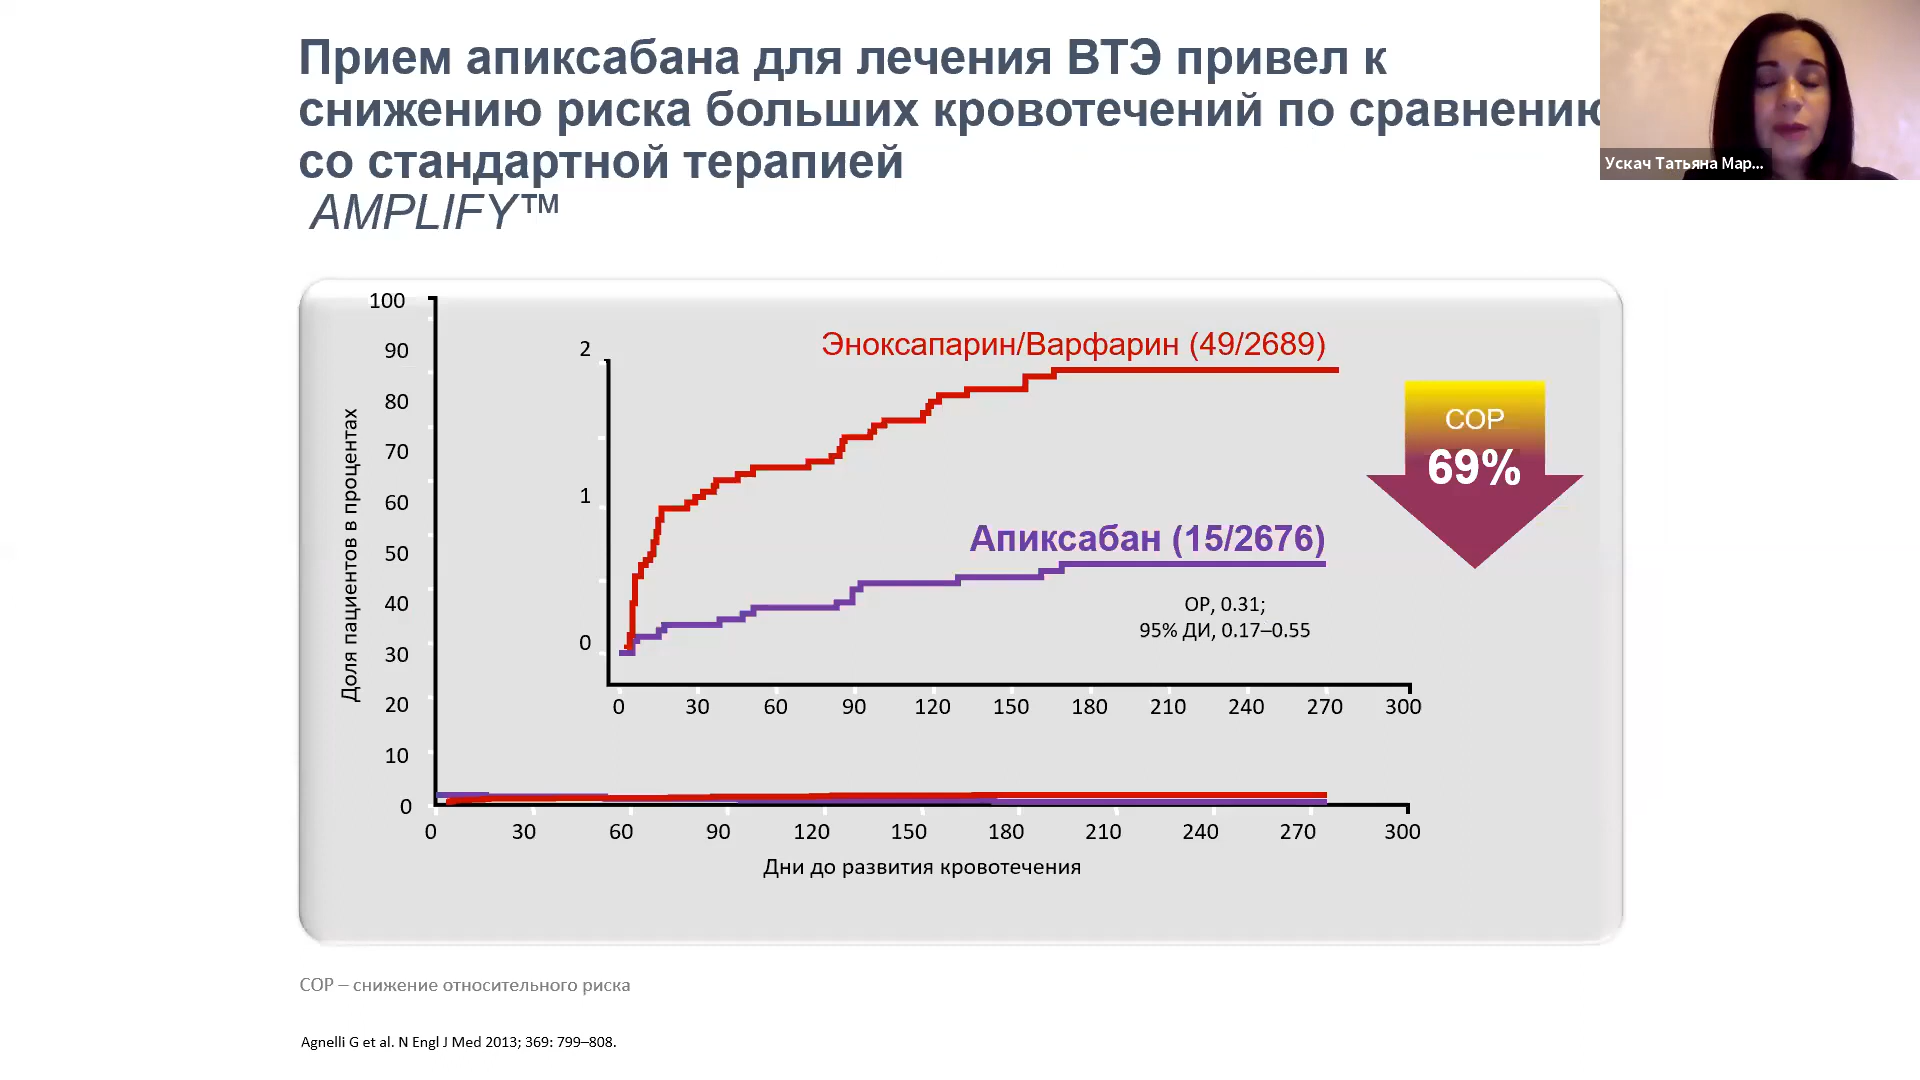 Прием апиксабана для лечения ВТЭ привел к
снижению риска больших кровотечений по сравнению
со стандартной терапией
AMPLIFY™
Ускач Татьяна Мар...
100
90
80
70
60
50
40
30
20
10
0
Доля пациентов в процентах
2
1
0
Эноксапарин/Варфарин (49/2689)
Апиксабан (15/2676)
ОР, 0.31;
95% ДИ, 0.17–0.55
СОР
69%
0 30 60 90 120 150 180 210 240 270 300
0 30 60 90 120 150 180 210 240 270 300
Дни до развития кровотечения
СОР – снижение относительного риска
Agnelli G et al. N Engl J Med 2013; 369: 799–808.